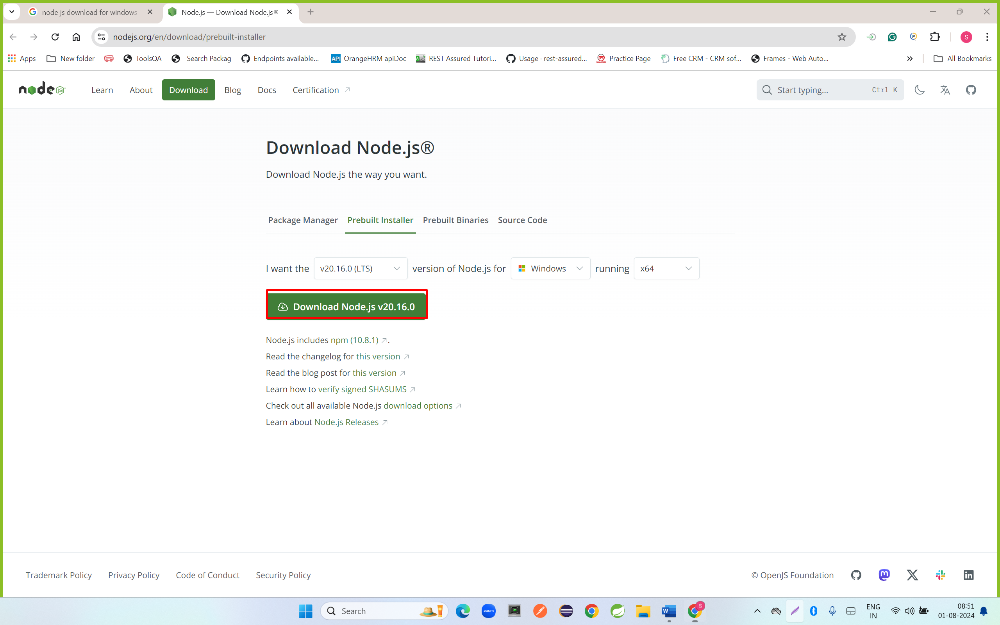 node js download for windows
Node.js — Download Node.js®
nodejs.org/en/download/prebuilt-installer
S
Apps New folder ToolsQA _Search Packag Endpoints available... API OrangeHRM apiDoc REST Assured Tutori... Usage · rest-assured... Practice Page Free CRM - CRM sof... Frames - Web Auto... » All Bookmarks
node JS Learn About Download Blog Docs Certification Start typing... Ctrl K
Download Node.js®
Download Node.js the way you want.
Package Manager Prebuilt Installer Prebuilt Binaries Source Code
I want the v20.16.0 (LTS) version of Node.js for Windows running x64
Download Node.js v20.16.0
Node.js includes npm (10.8.1) .
Read the changelog for this version
Read the blog post for this version
Learn how to verify signed SHASUMS
Check out all available Node.js download options
Learn about Node.js Releases
Trademark Policy Privacy Policy Code of Conduct Security Policy © OpenJS Foundation
Search zoom W S
ENG
IN
08:51
01-08-2024